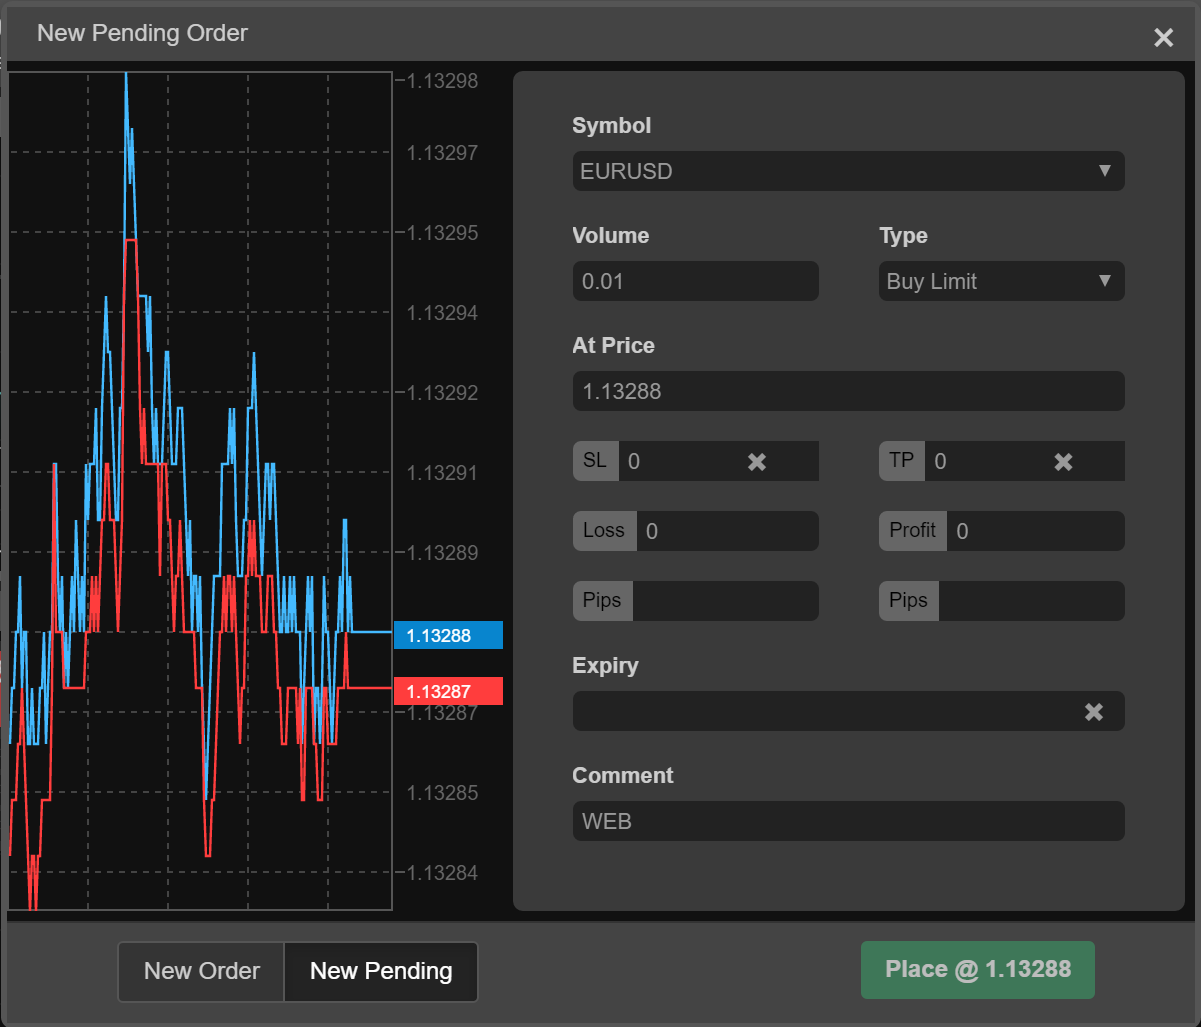 New Pending Order
1.13298
1.13297
1.13295
1.13294
1.13292
1.13291
1.13289
1.13288
1.13287
1.13287
1.13285
1.13284
Symbol
EURUSD
Volume
Type
0.01
Buy Limit
At Price
1.13288
SL 0
TP 0
Loss 0
Profit 0
Pips
Pips
Expiry
Comment
WEB
New Order
New Pending
Place @ 1.13288